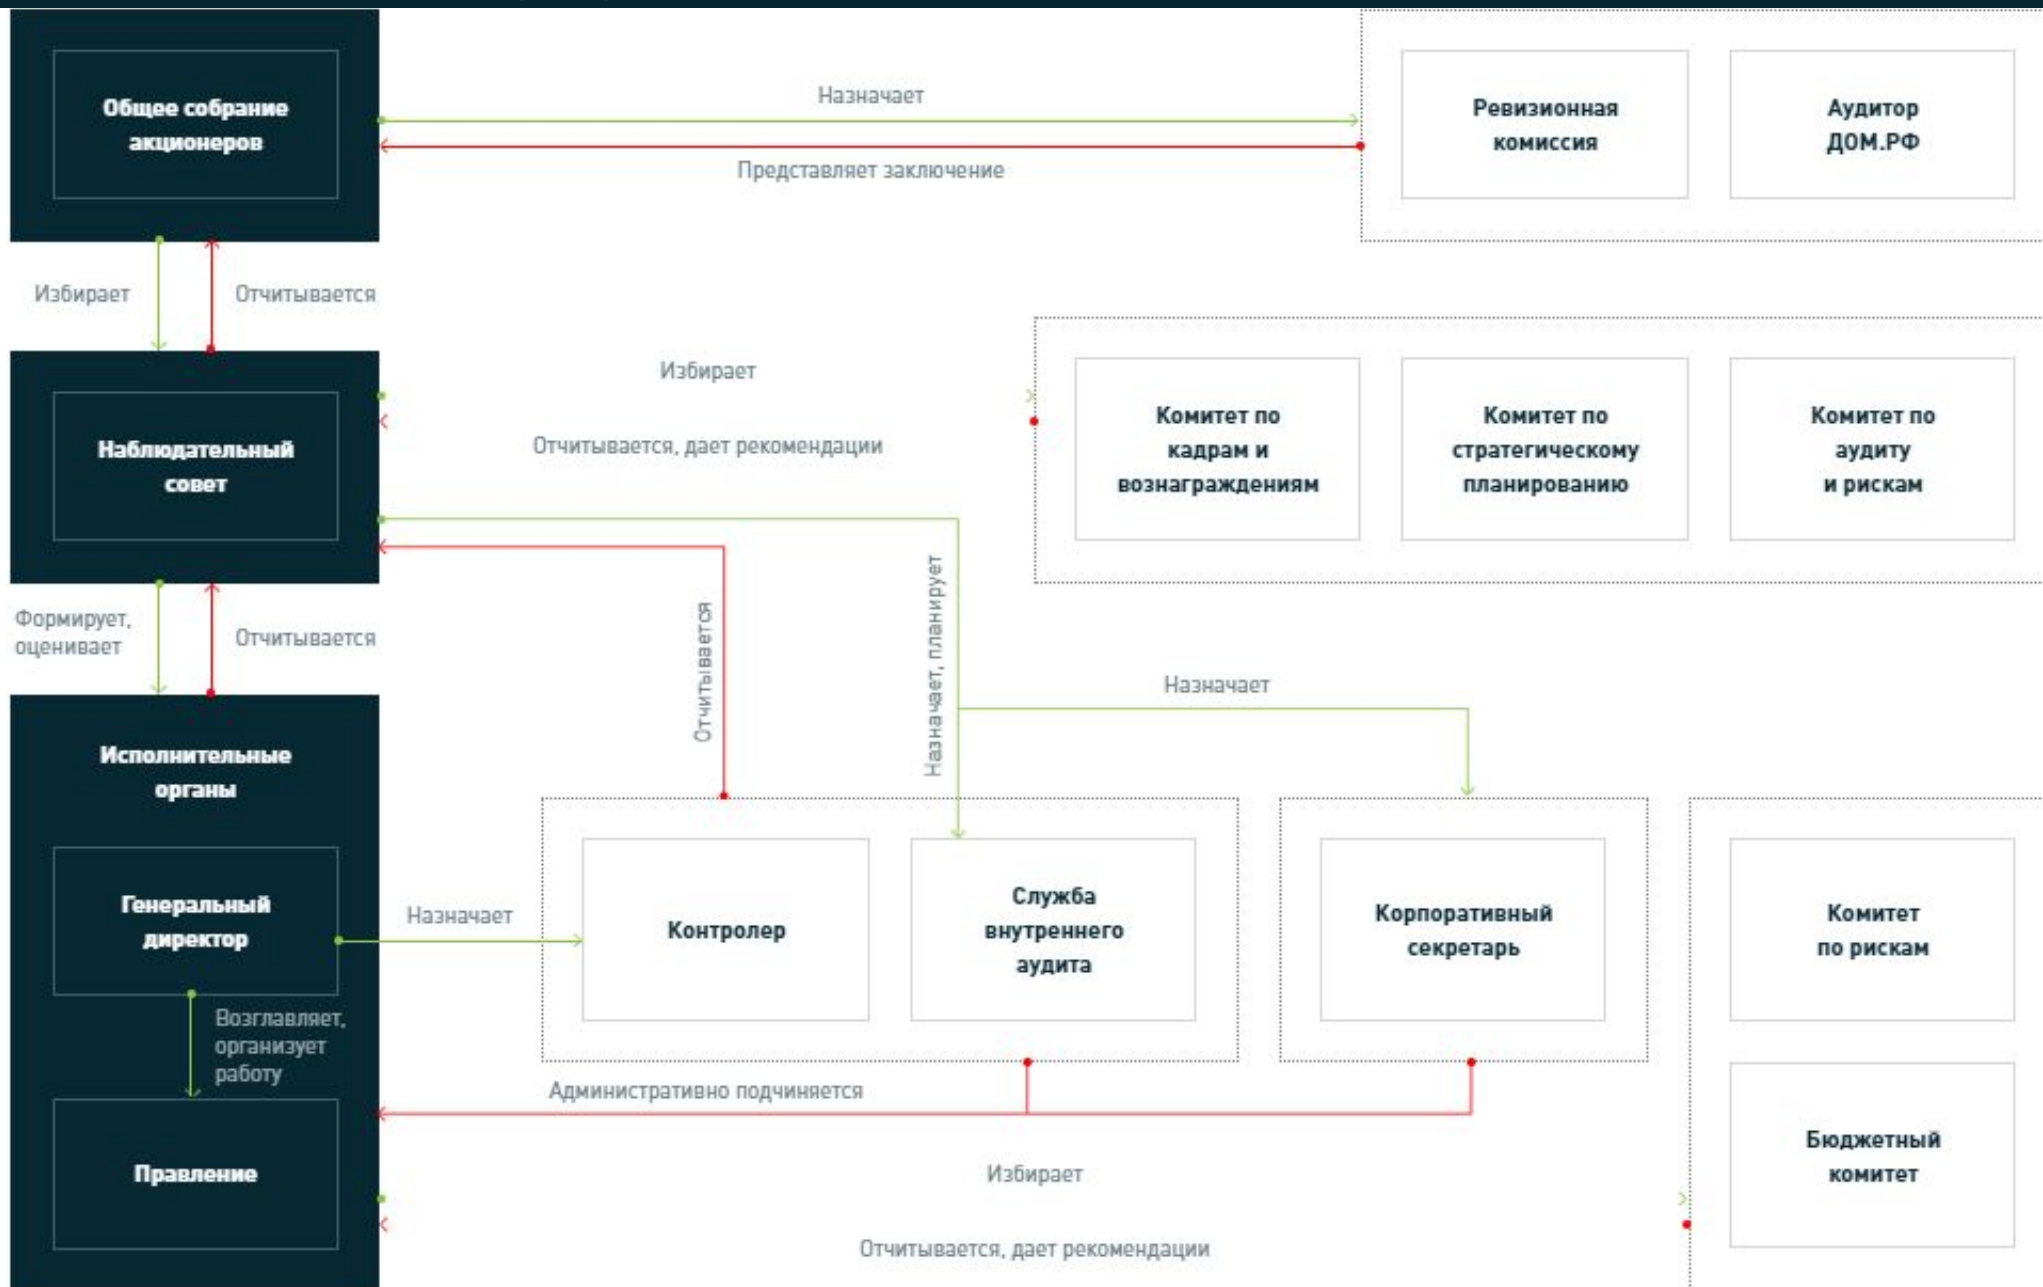 Общее собрание
акционеров
Назначает
Представляет заключение
Ревизионная
комиссия
Аудитор
ДОМ.РФ
Избирает
Отчитывается
Наблюдательный
совет
Избирает
Отчитывается, дает рекомендации
Комитет по
кадрам и
вознаграждениям
Комитет по
стратегическому
планированию
Комитет по
аудиту
и рискам
Формирует,
оценивает
Отчитывается
Отчитывается
Назначает, планирует
Назначает
Исполнительные
органы
Генеральный
директор
Назначает
Контролер
Служба
внутреннего
аудита
Корпоративный
секретарь
Комитет
по рискам
Возглавляет,
организует
работу
Административно подчиняется
Правление
Избирает
Отчитывается, дает рекомендации
Бюджетный
комитет